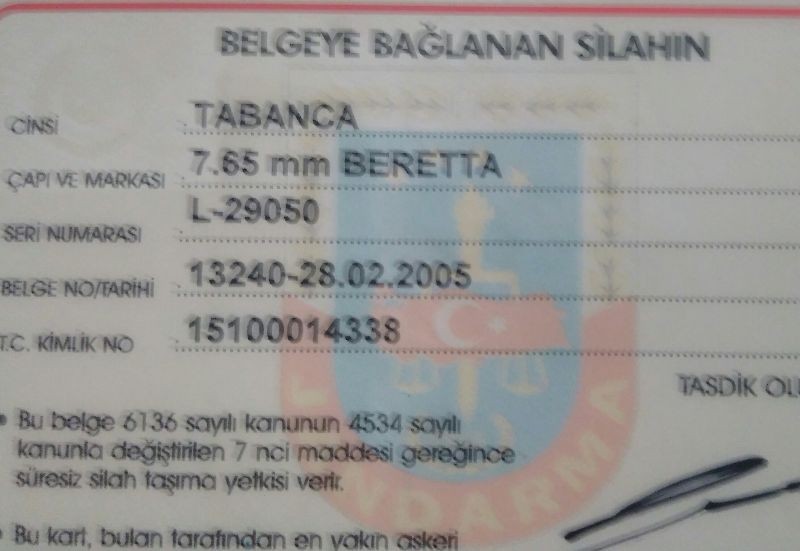 BELGEYE BAĞLANAN SİLAHIN
CİNSİ : TABANCA
ÇAPI VE MARKASI : 7.65 mm BERETTA
SERİ NUMARASI : L-29050
BELGE NO/TARİHİ : 13240-28.02.2005
T.C. KİMLİK NO : 15100014338
TASDİK OLU
• Bu belge 6136 sayılı kanunun 4534 sayılı
kanunla değiştirilen 7 nci maddesi gereğince
süresiz silah taşıma yetkisi verir.
• Bu kart, bulan tarafından en yakın askeri
JANDARMA